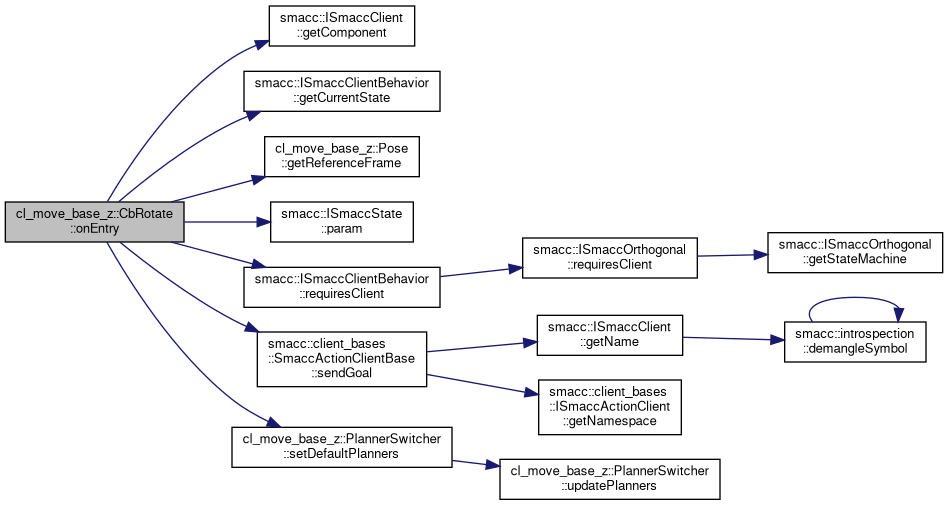 smacc::ISmaccClient
::getComponent
smacc::ISmaccClientBehavior
::getCurrentState
cl_move_base_z::Pose
::getReferenceFrame
cl_move_base_z::CbRotate
::onEntry
smacc::ISmaccState
::param
smacc::ISmaccClientBehavior
::requiresClient
smacc::ISmaccOrthogonal
::requiresClient
smacc::ISmaccOrthogonal
::getStateMachine
smacc::client_bases
::SmaccActionClientBase
::sendGoal
smacc::ISmaccClient
::getName
smacc::introspection
::demangleSymbol
smacc::client_bases
::ISmaccActionClient
::getNamespace
cl_move_base_z::PlannerSwitcher
::setDefaultPlanners
cl_move_base_z::PlannerSwitcher
::updatePlanners